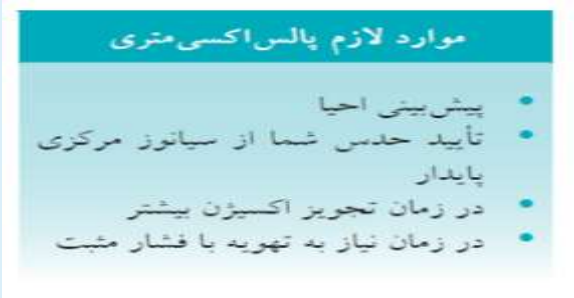 موارد لازم پالس‌اکسی‌متری
• پیش‌بینی احیا
• تأیید حدس شما از سیانوز مرکزی
پایدار
• در زمان تجویز اکسیژن بیشتر
• در زمان نیاز به تهویه با فشار مثبت